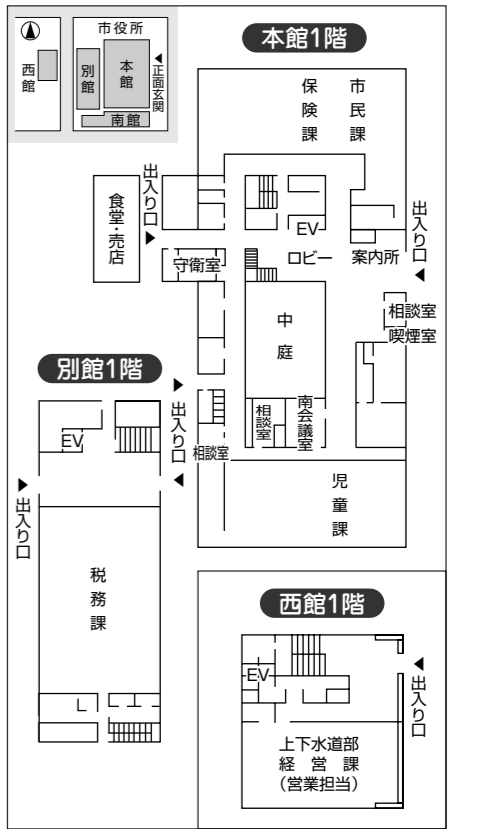 市役所
西館
別館
本館
正面玄関
南館
本館1階
保険課
市民課
出入り口
食堂・売店
守衛室
EV
ロビー
案内所
出入り口
相談室
喫煙室
中庭
相談室
南会議室
相談室
児童課
別館1階
EV
出入り口
出入り口
税務課
西館1階
EV
出入り口
上下水道部
経営課
(営業担当)